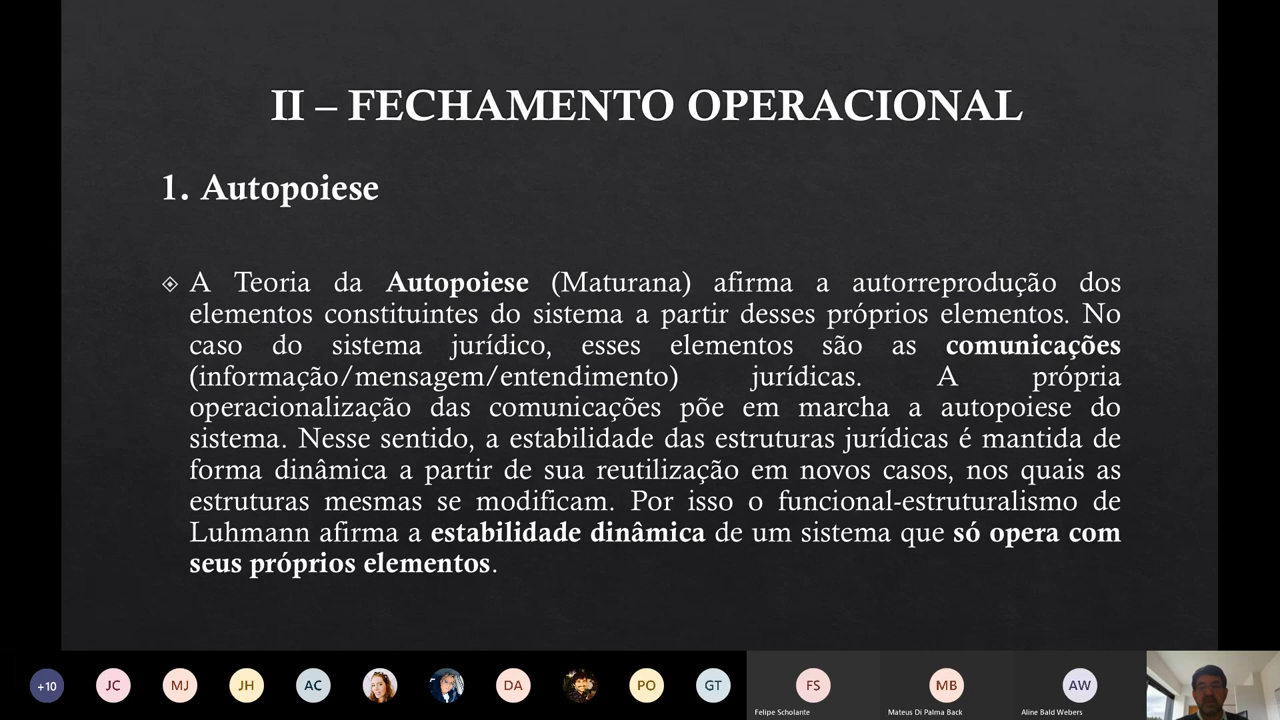 II – FECHAMENTO OPERACIONAL
1. Autopoiese
A Teoria da Autopoiese (Maturana) afirma a autorreprodução dos
elementos constituintes do sistema a partir desses próprios elementos. No
caso do sistema jurídico, esses elementos são as comunicações
(informação/mensagem/entendimento) jurídicas. A própria
operacionalização das comunicações põe em marcha a autopoiese do
sistema. Nesse sentido, a estabilidade das estruturas jurídicas é mantida de
forma dinâmica a partir de sua reutilização em novos casos, nos quais as
estruturas mesmas se modificam. Por isso o funcional-estruturalismo de
Luhmann afirma a estabilidade dinâmica de um sistema que só opera com
seus próprios elementos.
+10 JC MJ JH AC DA PO GT FS MB AW
Felipe Scholante Mateus Di Palma Back Aline Bald Webers